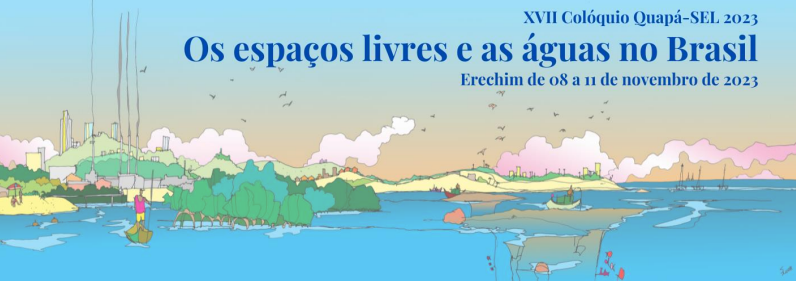 XVII Colóquio Quapá-SEL 2023
Os espaços livres e as águas no Brasil
Erechim de 08 a 11 de novembro de 2023